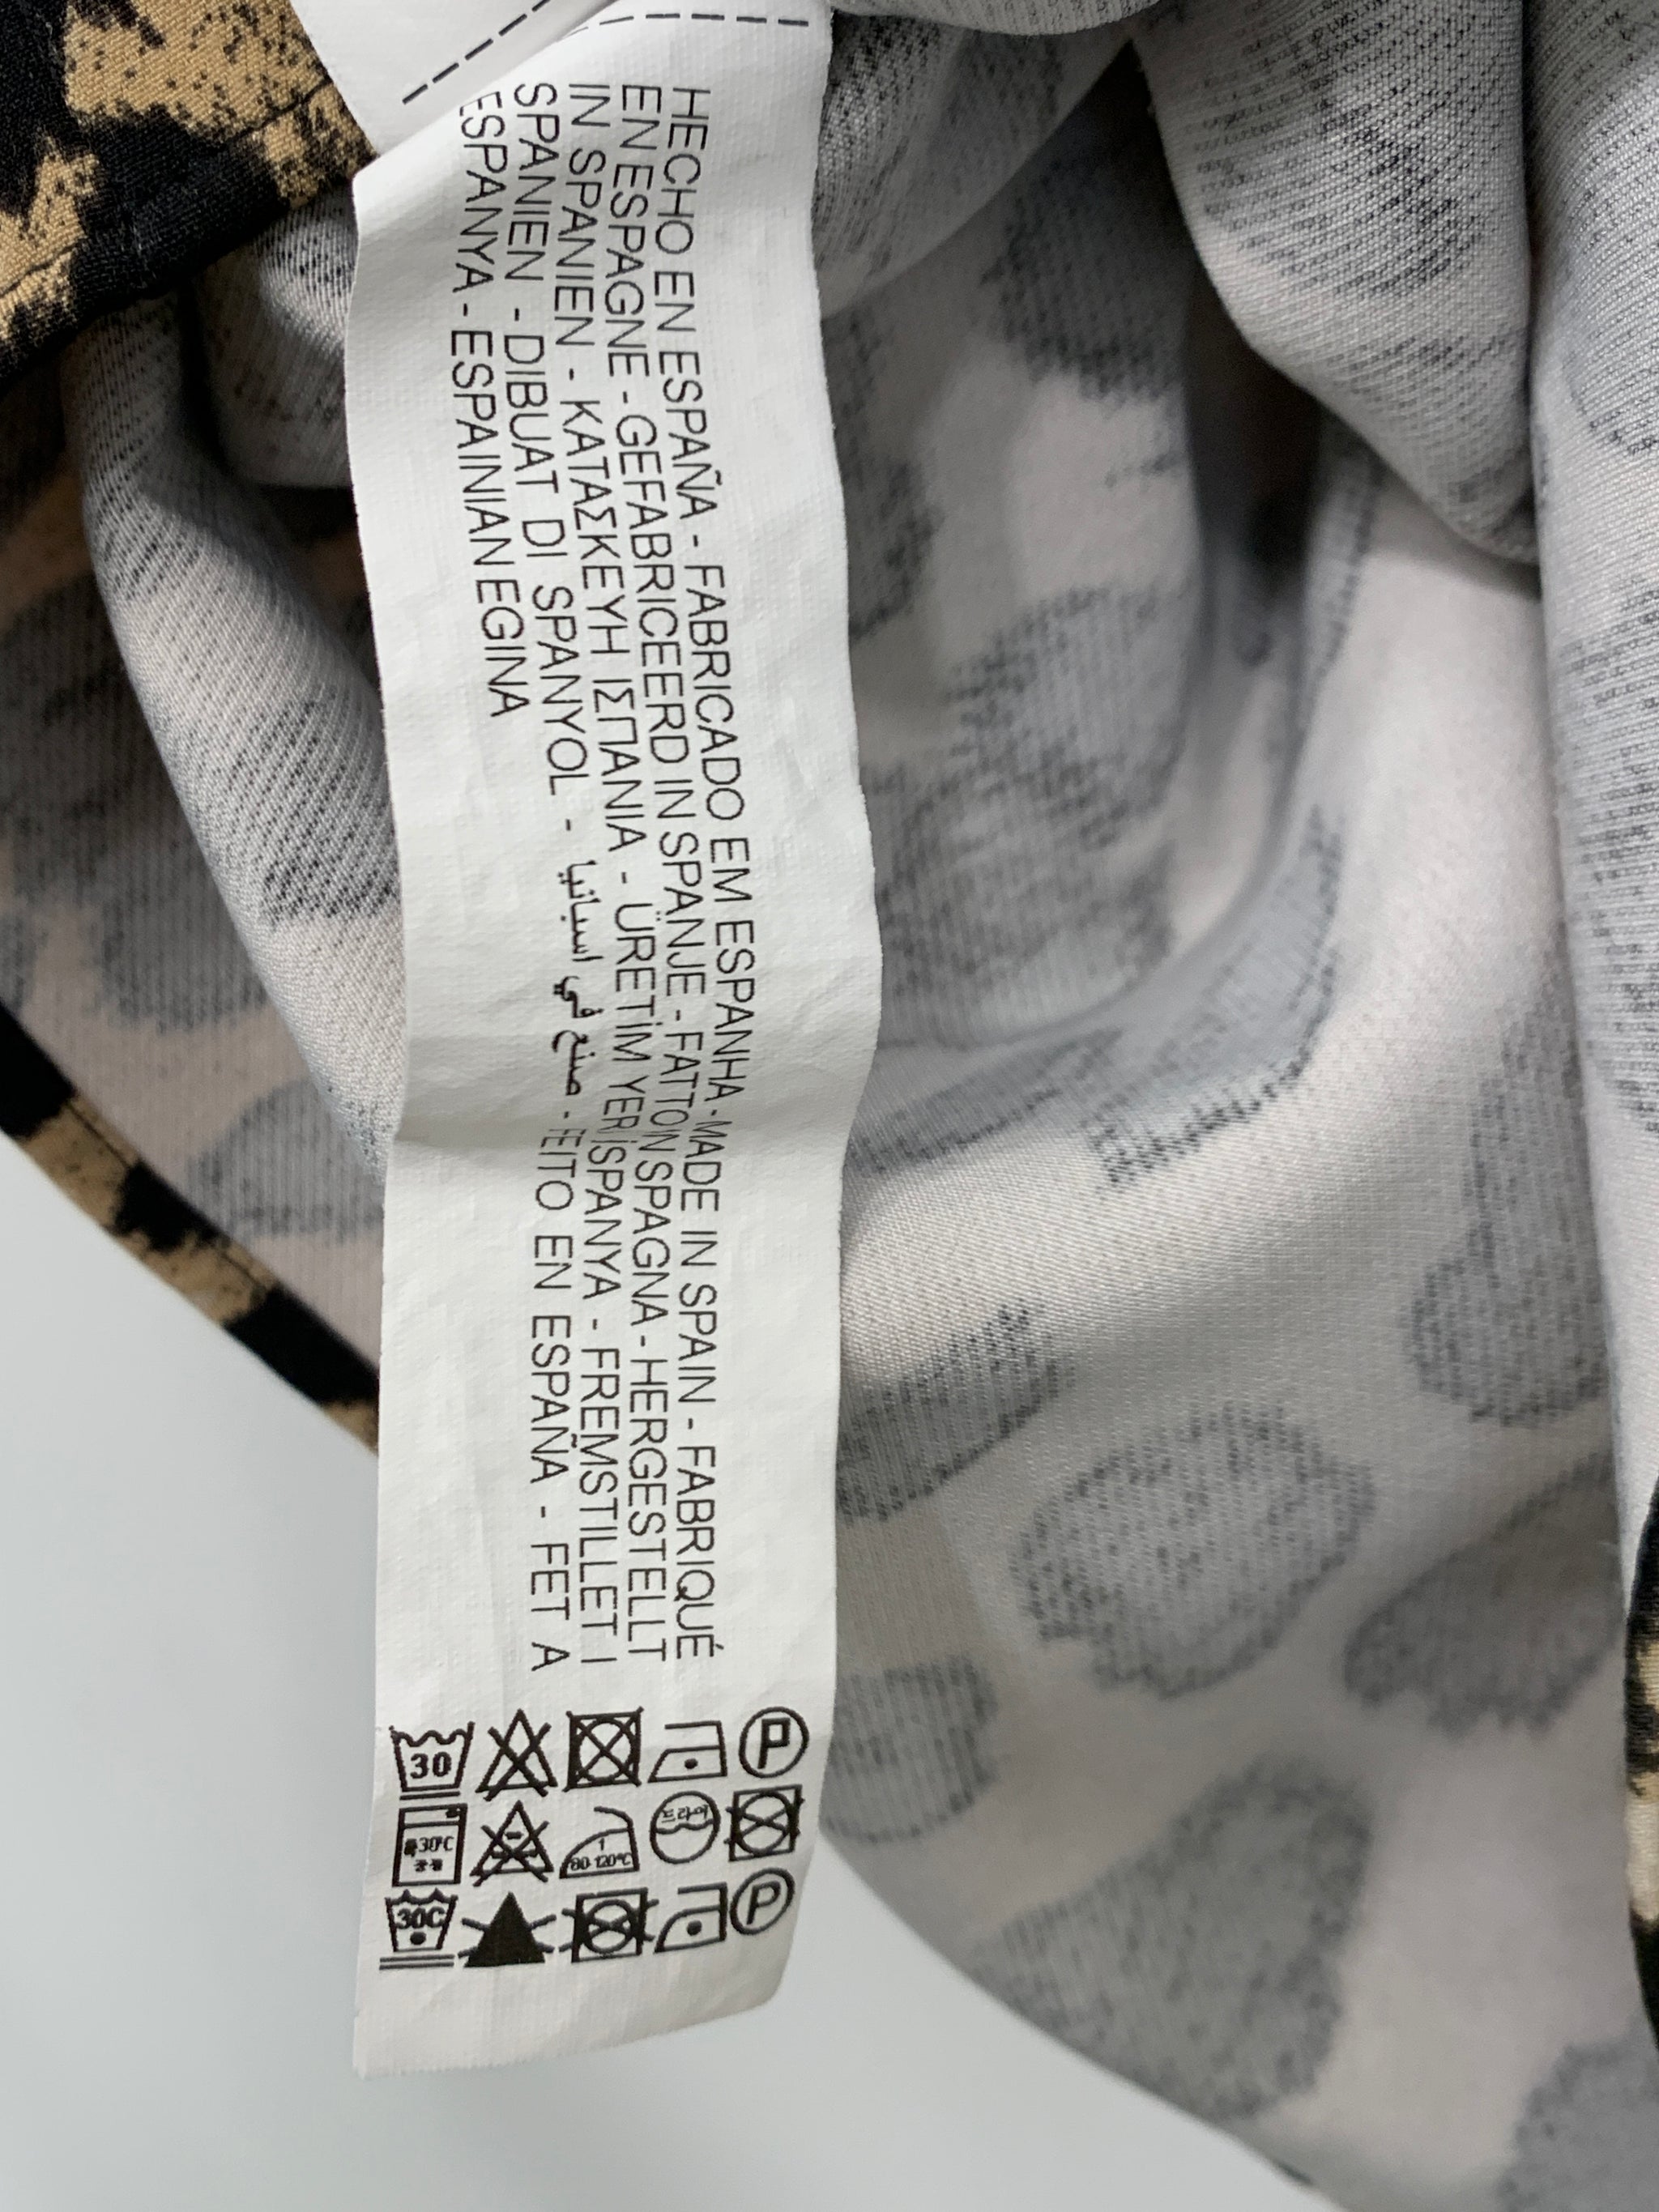 HECHO EN ESPAÑA - FABRICADO EM ESPANHA - MADE IN SPAIN - FABRIQUÉ
EN ESPAGNE - GEFABRICEERD IN SPANJE - FATTO IN SPAGNA - HERGESTELLT
IN SPANIEN - ΚΑΤΑΣΚΕΥΗ ΙΣΠΑΝΙΑ - ÜRETİM YERİ İSPANYA - FREMSTILLET I
SPANIEN - DIBUAT DI SPANYOL - صنع في اسبانيا - FEITO EN ESPAÑA - FET A
ESPANYA - ESPAINIAN EGINA
30
P
30°C
80-120°C
30C
P